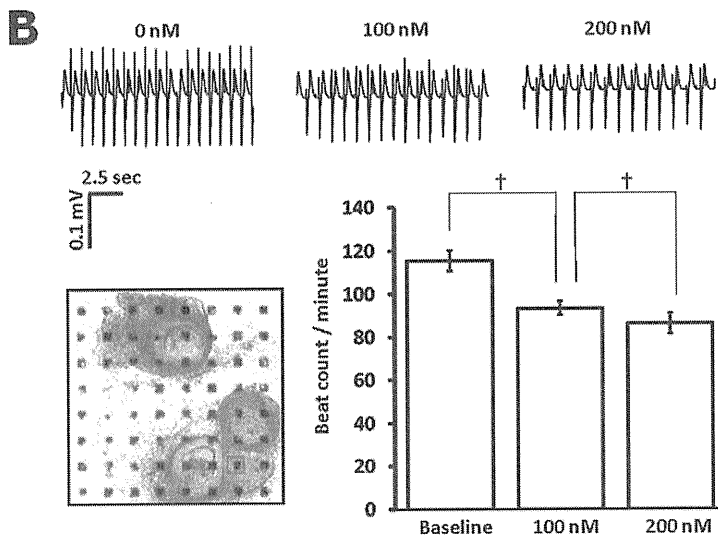 B
0 nM 100 nM 200 nM
2.5 sec
0.1 mV
† †
Beat count / minute
140
120
100
80
60
40
20
0
Baseline 100 nM 200 nM